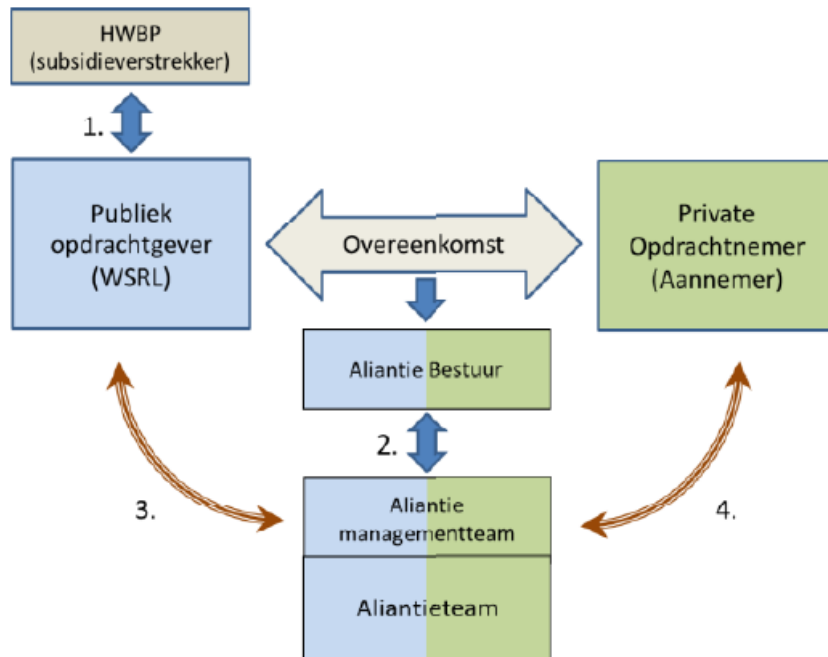 HWBP
(subsidieverstrekker)
1.
Publiek
opdrachtgever
(WSRL)
Overeenkomst
Private
Opdrachtnemer
(Aannemer)
Aliantie Bestuur
2.
3.
Aliantie
managementteam
4.
Aliantieteam